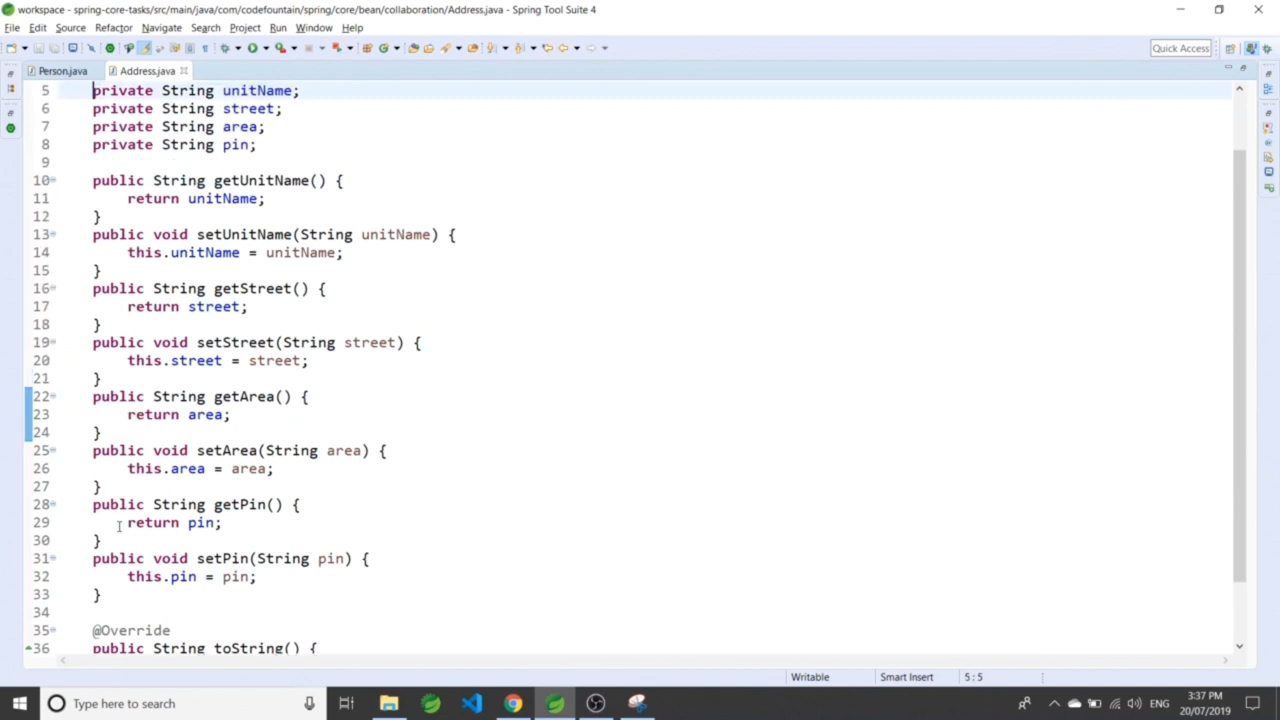 workspace - spring-core-tasks/src/main/java/com/codefountain/spring/core/bean/collaboration/Address.java - Spring Tool Suite 4
File Edit Source Refactor Navigate Search Project Run Window Help
Quick Access
Person.java Address.java
5 private String unitName;
6 private String street;
7 private String area;
8 private String pin;
9
10 public String getUnitName() {
11 return unitName;
12 }
13 public void setUnitName(String unitName) {
14 this.unitName = unitName;
15 }
16 public String getStreet() {
17 return street;
18 }
19 public void setStreet(String street) {
20 this.street = street;
21 }
22 public String getArea() {
23 return area;
24 }
25 public void setArea(String area) {
26 this.area = area;
27 }
28 public String getPin() {
29 return pin;
30 }
31 public void setPin(String pin) {
32 this.pin = pin;
33 }
34
35 @Override
36 public String toString() {
Writable Smart Insert 5 : 5
Type here to search
ENG
3:37 PM
20/07/2019